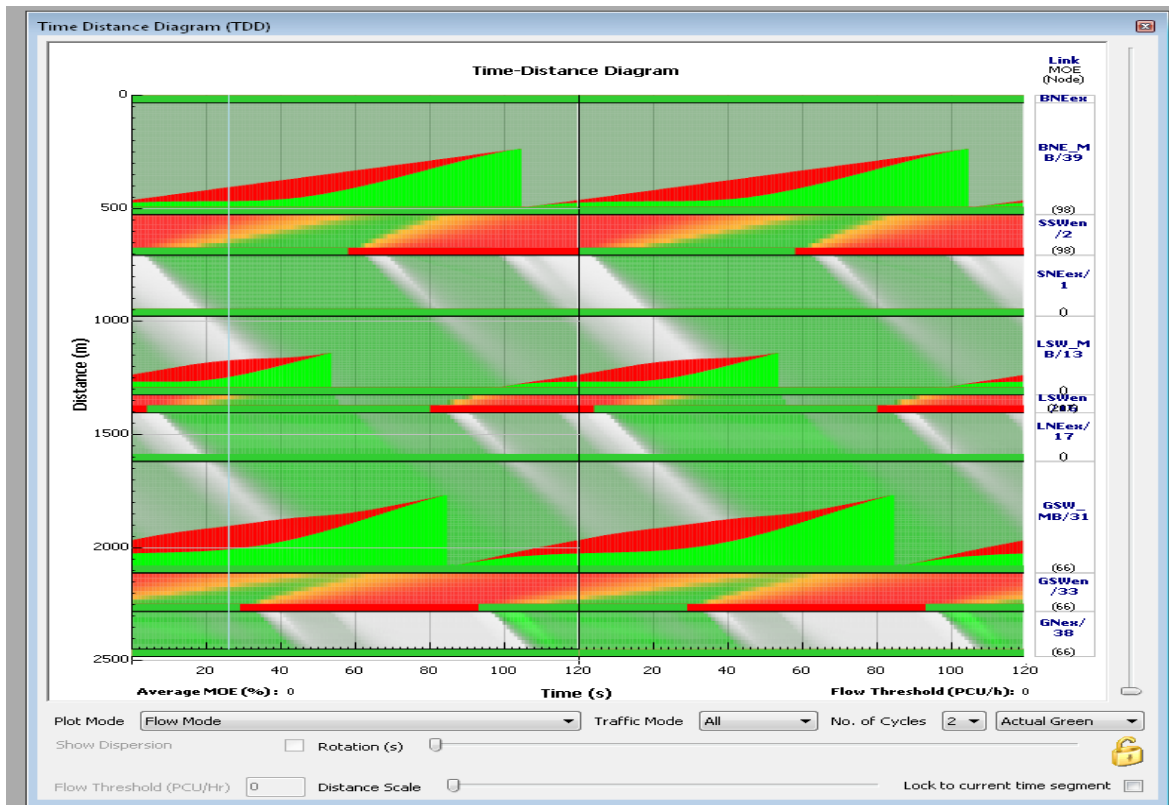 Time Distance Diagram (TDD)
Time-Distance Diagram
Link
MOE
(Node)
0
BNEex
BNE_M
B/39
500
(98)
SSWen
/2
(98)
SNEex/
1
0
1000
LSW_M
B/13
0
LSWen
LNEex/
17
1500
0
GSW_
MB/31
2000
(66)
GSWen
/33
(66)
GNex/
38
2500
(66)
Distance (m)
20 40 60 80 100 120 20 40 60 80 100 120
Average MOE (%) : 0 Time (s) Flow Threshold (PCU/h): 0
Plot Mode Flow Mode Traffic Mode All No. of Cycles 2 Actual Green
Show Dispersion Rotation (s)
Flow Threshold (PCU/Hr) 0 Distance Scale Lock to current time segment